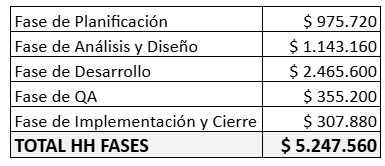 Fase de Planificación $ 975.720
Fase de Análisis y Diseño $ 1.143.160
Fase de Desarrollo $ 2.465.600
Fase de QA $ 355.200
Fase de Implementación y Cierre $ 307.880
TOTAL HH FASES $ 5.247.560